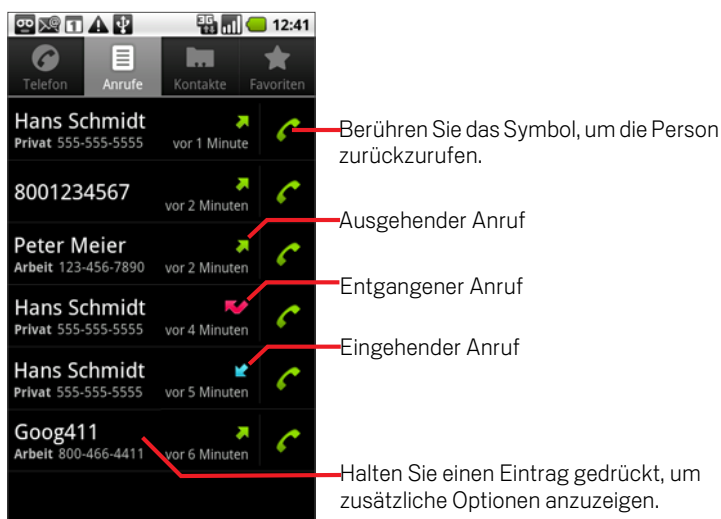 12:41
Telefon Anrufe Kontakte Favoriten
Hans Schmidt
Privat 555-555-5555 vor 1 Minute
Berühren Sie das Symbol, um die Person
zurückzurufen.
8001234567
vor 2 Minuten
Ausgehender Anruf
Peter Meier
Arbeit 123-456-7890 vor 2 Minuten
Entgangener Anruf
Hans Schmidt
Privat 555-555-5555 vor 4 Minuten
Eingehender Anruf
Hans Schmidt
Privat 555-555-5555 vor 5 Minuten
Goog411
Arbeit 800-466-4411 vor 6 Minuten
Halten Sie einen Eintrag gedrückt, um
zusätzliche Optionen anzuzeigen.